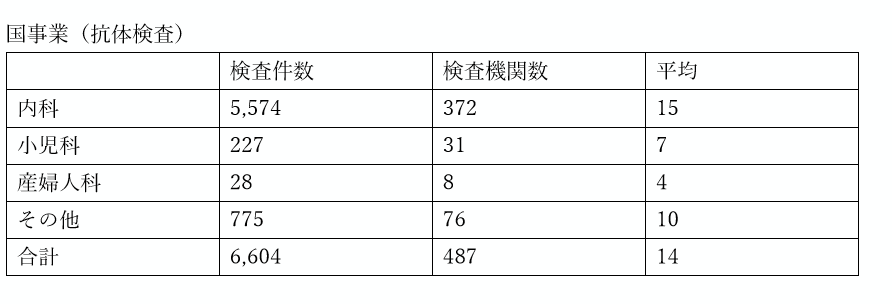 国事業（抗体検査）
検査件数 検査機関数 平均
内科 5,574 372 15
小児科 227 31 7
産婦人科 28 8 4
その他 775 76 10
合計 6,604 487 14